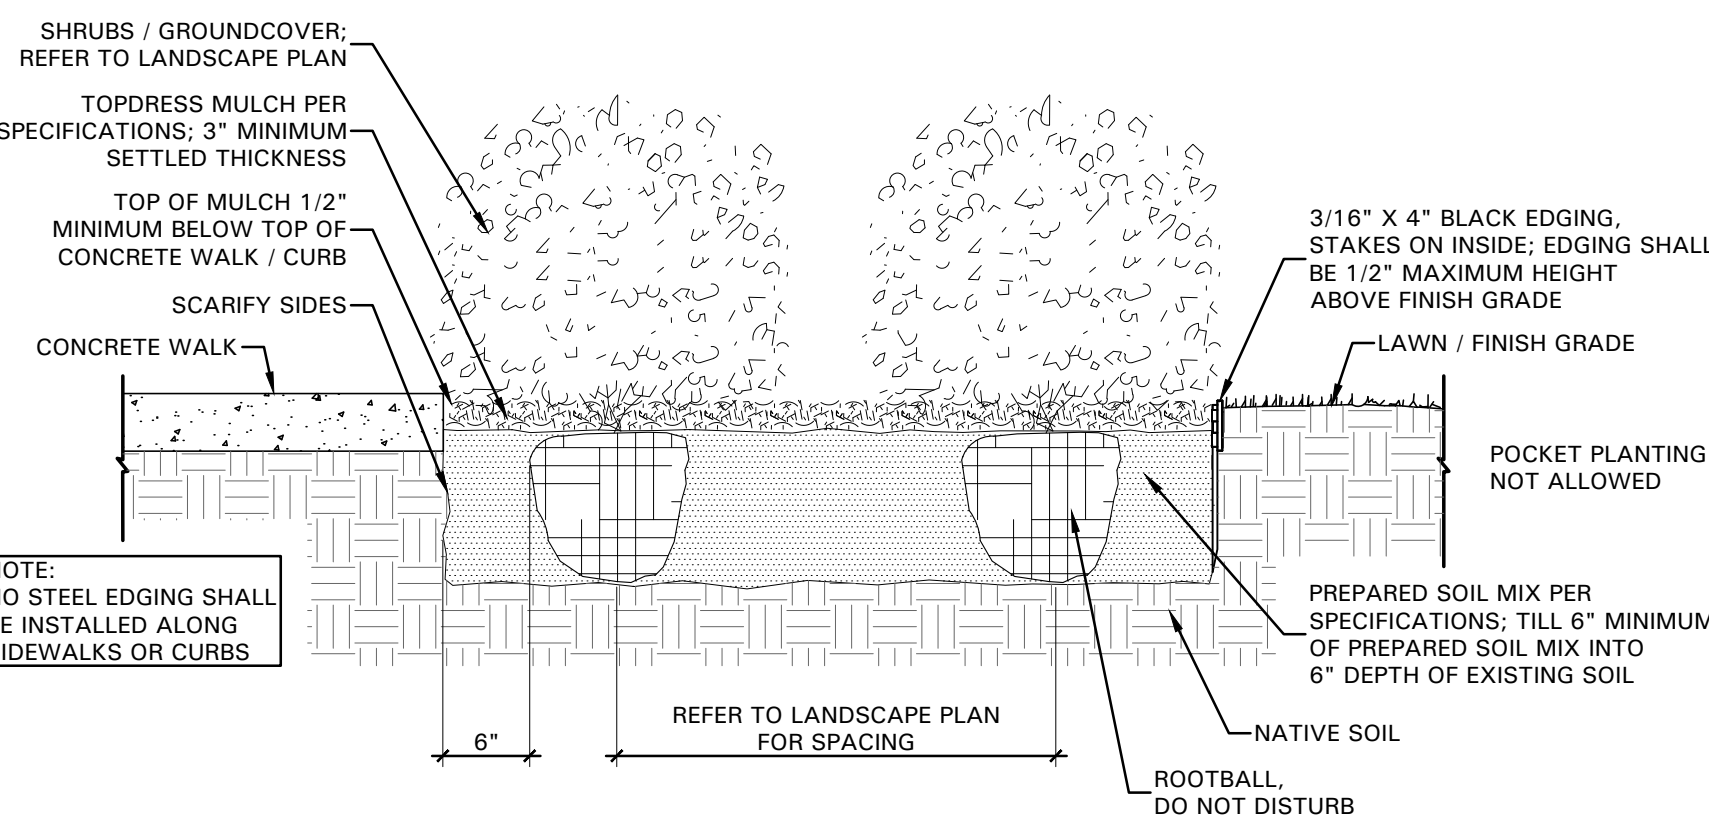 SHRUBS / GROUNDCOVER;
REFER TO LANDSCAPE PLAN
TOPDRESS MULCH PER
SPECIFICATIONS; 3" MINIMUM
SETTLED THICKNESS
TOP OF MULCH 1/2"
MINIMUM BELOW TOP OF
CONCRETE WALK / CURB
SCARIFY SIDES
CONCRETE WALK
3/16" X 4" BLACK EDGING,
STAKES ON INSIDE; EDGING SHALL
BE 1/2" MAXIMUM HEIGHT
ABOVE FINISH GRADE
LAWN / FINISH GRADE
POCKET PLANTING
NOT ALLOWED
OTE:
O STEEL EDGING SHALL
E INSTALLED ALONG
IDEWALKS OR CURBS
PREPARED SOIL MIX PER
SPECIFICATIONS; TILL 6" MINIMUM
OF PREPARED SOIL MIX INTO
6" DEPTH OF EXISTING SOIL
REFER TO LANDSCAPE PLAN
FOR SPACING
6"
NATIVE SOIL
ROOTBALL,
DO NOT DISTURB